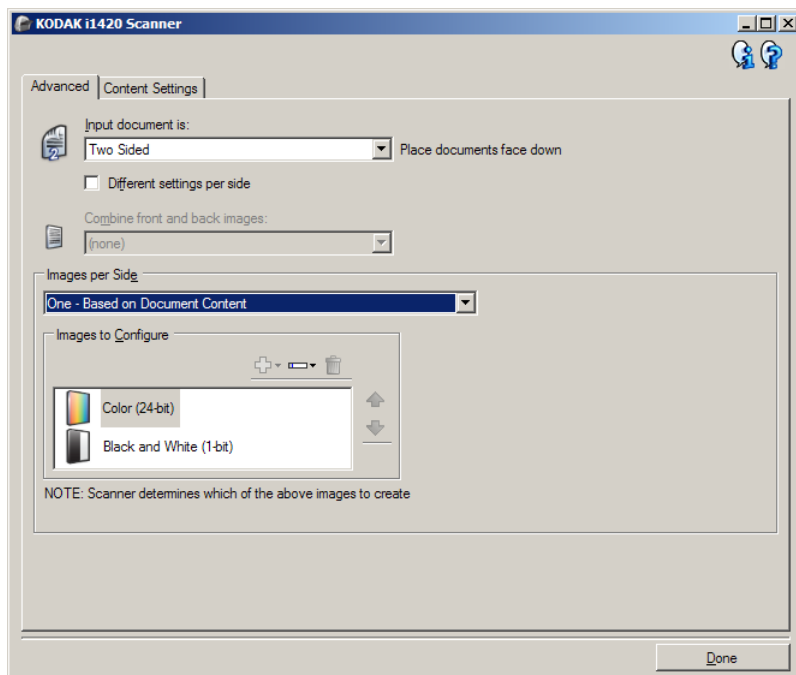 KODAK i1420 Scanner
Advanced
Content Settings
Input document is:
Two Sided
Place documents face down
Different settings per side
Combine front and back images:
(none)
Images per Side
One - Based on Document Content
Images to Configure
Color (24-bit)
Black and White (1-bit)
NOTE: Scanner determines which of the above images to create
Done